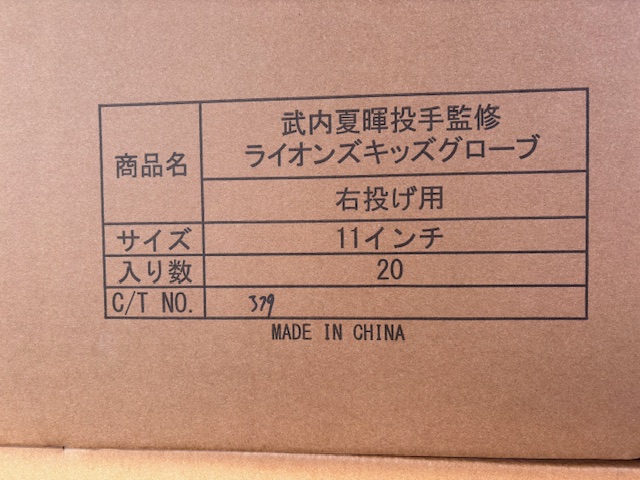 商品名
武内夏暉投手監修
ライオンズキッズグローブ
右投げ用
サイズ 11インチ
入り数 20
C/T NO. 379
MADE IN CHINA